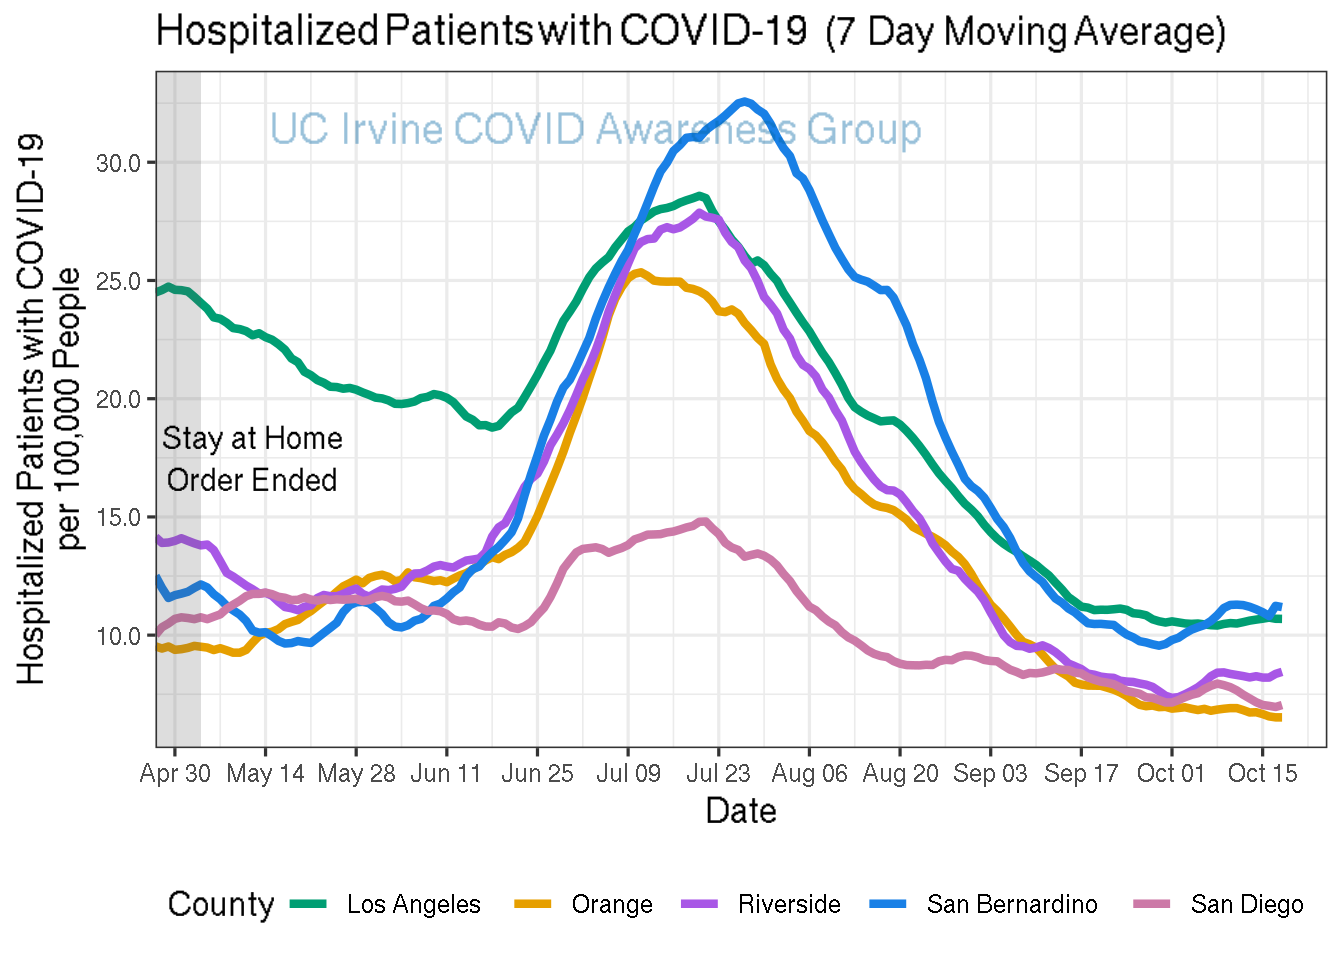 Hospitalized Patients with COVID-19 (7 Day Moving Average)
UC Irvine COVID Awareness Group
Hospitalized Patients with COVID-19
per 100,000 People
30.0
25.0
20.0
15.0
10.0
Stay at Home
Order Ended
Apr 30 May 14 May 28 Jun 11 Jun 25 Jul 09 Jul 23 Aug 06 Aug 20 Sep 03 Sep 17 Oct 01 Oct 15
Date
County Los Angeles Orange Riverside San Bernardino San Diego